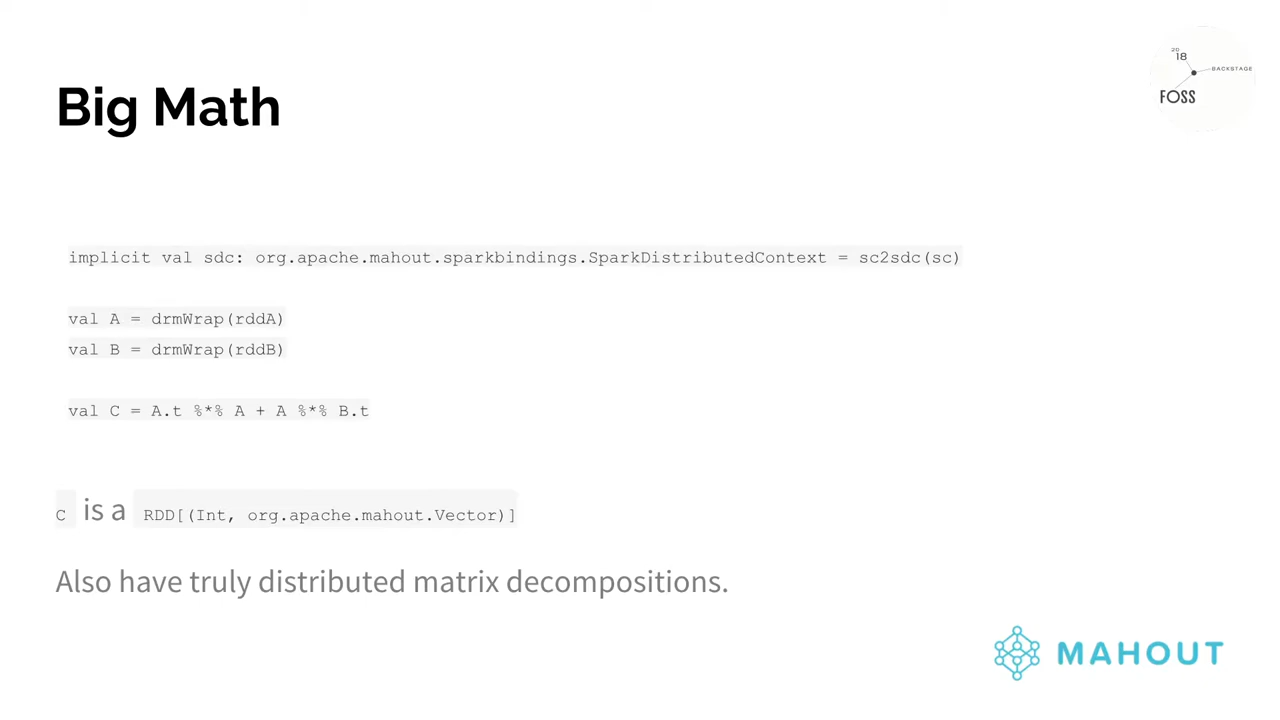 Big Math
20
18
BACKSTAGE
FOSS
implicit val sdc: org.apache.mahout.sparkbindings.SparkDistributedContext = sc2sdc(sc)
val A = drmWrap(rddA)
val B = drmWrap(rddB)
val C = A.t %*% A + A %*% B.t
C is a RDD[(Int, org.apache.mahout.Vector)]
Also have truly distributed matrix decompositions.
MAHOUT